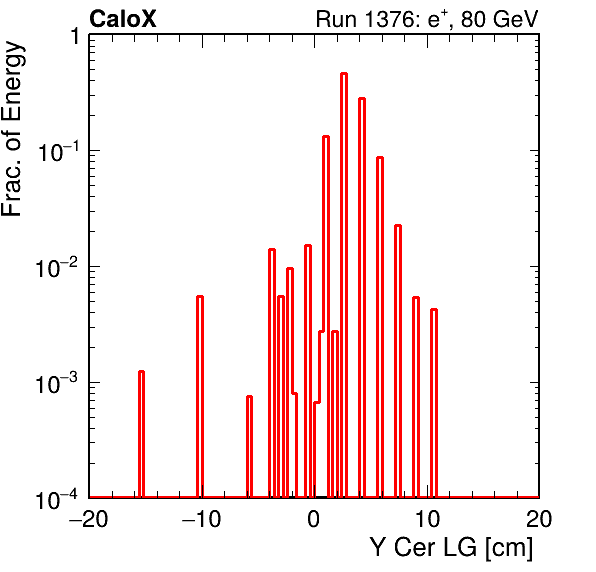 CaloX Run 1376: e⁺, 80 GeV
Frac. of Energy
1
10⁻¹
10⁻²
10⁻³
10⁻⁴
−20 −10 0 10 20
Y Cer LG [cm]